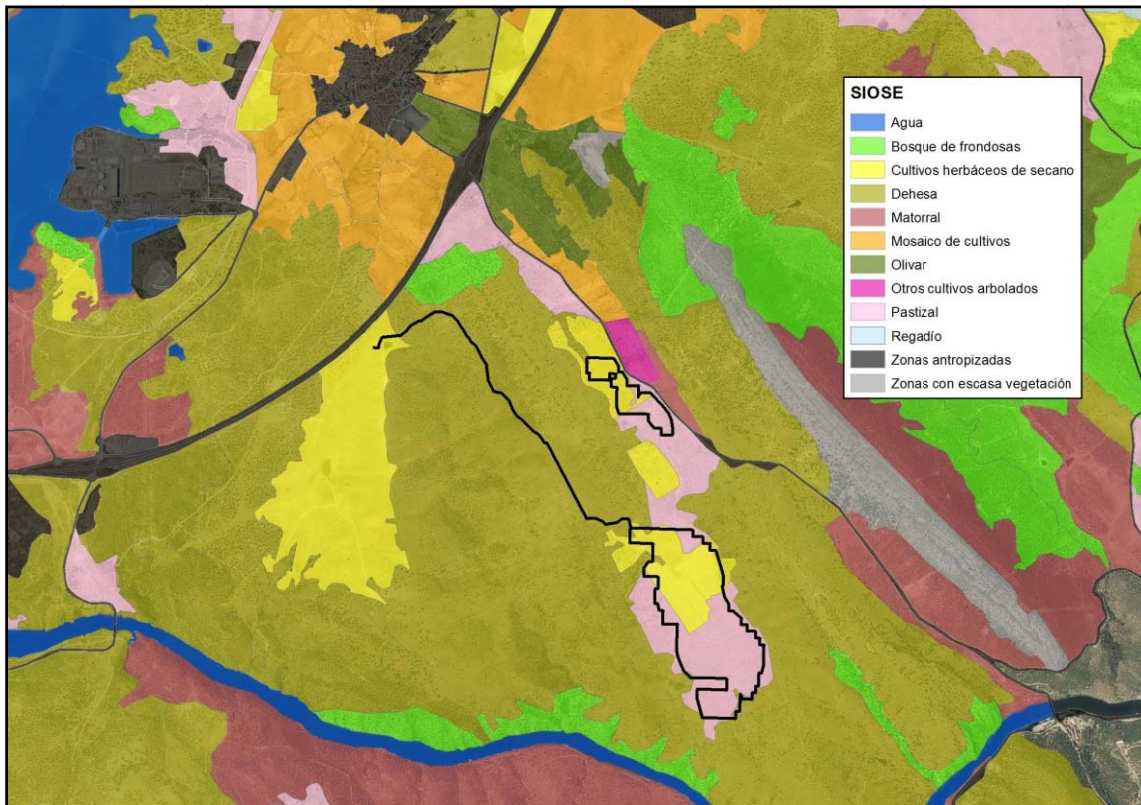 SIOSE
Agua
Bosque de frondosas
Cultivos herbáceos de secano
Dehesa
Matorral
Mosaico de cultivos
Olivar
Otros cultivos arbolados
Pastizal
Regadío
Zonas antropizadas
Zonas con escasa vegetación